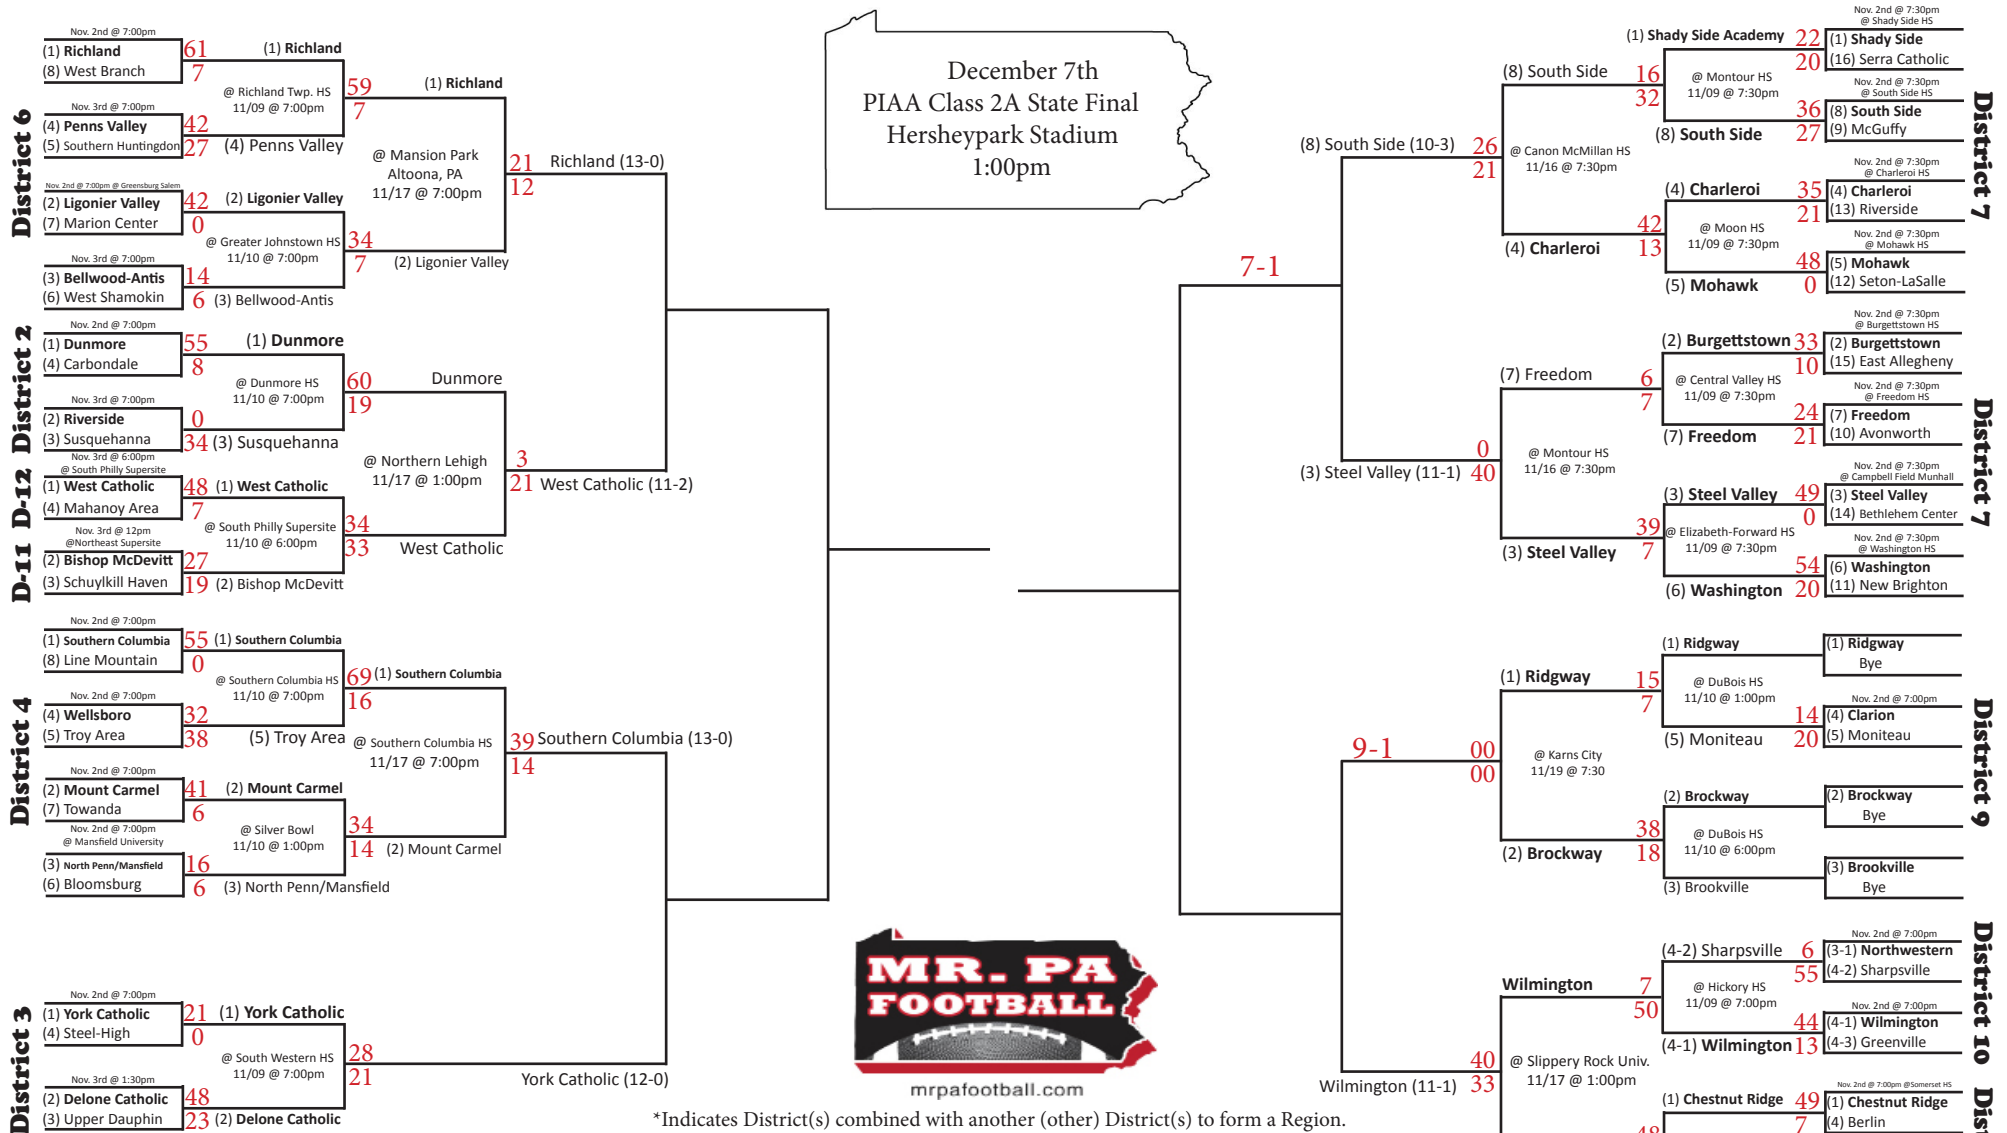 December 7th
PIAA Class 2A State Final
Hersheypark Stadium
1:00pm
District 6
Nov. 2nd @ 7:00pm
(1) Richland 61
(8) West Branch 7
Nov. 3rd @ 7:00pm
(4) Penns Valley 42
(5) Southern Huntingdon 27
Nov. 2nd @ 7:00pm @ Greensburg Salem
(2) Ligonier Valley 42
(7) Marion Center 0
Nov. 3rd @ 7:00pm
(3) Bellwood-Antis 14
(6) West Shamokin 6
(1) Richland
@ Richland Twp. HS
11/09 @ 7:00pm
59
7
(4) Penns Valley
(2) Ligonier Valley
@ Greater Johnstown HS
11/10 @ 7:00pm
34
7
(3) Bellwood-Antis
(1) Richland
@ Mansion Park
Altoona, PA
11/17 @ 7:00pm
21
12
(2) Ligonier Valley
Richland (13-0)
District 2
Nov. 2nd @ 7:00pm
(1) Dunmore 55
(4) Carbondale 8
Nov. 3rd @ 7:00pm
(2) Riverside 0
(3) Susquehanna 34
(1) Dunmore
@ Dunmore HS
11/10 @ 7:00pm
60
19
(3) Susquehanna
D-12
Nov. 3rd @ 6:00pm
@ South Philly Supersite
(1) West Catholic 48
(4) Mahanoy Area 7
D-11
Nov. 3rd @ 12pm
@Northeast Supersite
(2) Bishop McDevitt 27
(3) Schuylkill Haven 19
(1) West Catholic
@ South Philly Supersite
11/10 @ 6:00pm
34
33
(2) Bishop McDevitt
Dunmore
@ Northern Lehigh
11/17 @ 1:00pm
3
21
West Catholic
West Catholic (11-2)
District 4
Nov. 2nd @ 7:00pm
(1) Southern Columbia 55
(8) Line Mountain 0
Nov. 2nd @ 7:00pm
(4) Wellsboro 32
(5) Troy Area 38
Nov. 2nd @ 7:00pm
(2) Mount Carmel 41
(7) Towanda 6
Nov. 2nd @ 7:00pm
@ Mansfield University
(3) North Penn/Mansfield 16
(6) Bloomsburg 6
(1) Southern Columbia
@ Southern Columbia HS
11/10 @ 7:00pm
69
16
(5) Troy Area
(2) Mount Carmel
@ Silver Bowl
11/10 @ 1:00pm
34
14
(3) North Penn/Mansfield
(1) Southern Columbia
@ Southern Columbia HS
11/17 @ 7:00pm
39
14
(2) Mount Carmel
Southern Columbia (13-0)
District 3
Nov. 2nd @ 7:00pm
(1) York Catholic 21
(4) Steel-High 0
Nov. 3rd @ 1:30pm
(2) Delone Catholic 48
(3) Upper Dauphin 23
(1) York Catholic
@ South Western HS
11/09 @ 7:00pm
28
21
(2) Delone Catholic
York Catholic (12-0)
MR. PA
FOOTBALL
mrpafootball.com
*Indicates District(s) combined with another (other) District(s) to form a Region.
7-1
(8) South Side (10-3)
26
21
(8) South Side
@ Canon McMillan HS
11/16 @ 7:30pm
(4) Charleroi
16
32
(1) Shady Side Academy
@ Montour HS
11/09 @ 7:30pm
(8) South Side
42
13
(4) Charleroi
@ Moon HS
11/09 @ 7:30pm
(5) Mohawk
District 7
Nov. 2nd @ 7:30pm
@ Shady Side HS
22 (1) Shady Side
20 (16) Serra Catholic
Nov. 2nd @ 7:30pm
@ South Side HS
36 (8) South Side
27 (9) McGuffy
Nov. 2nd @ 7:30pm
@ Charleroi HS
35 (4) Charleroi
21 (13) Riverside
Nov. 2nd @ 7:30pm
@ Mohawk HS
48 (5) Mohawk
0 (12) Seton-LaSalle
(3) Steel Valley (11-1)
0
40
(7) Freedom
@ Montour HS
11/16 @ 7:30pm
(3) Steel Valley
6
7
(2) Burgettstown
@ Central Valley HS
11/09 @ 7:30pm
(7) Freedom
39
7
(3) Steel Valley
@ Elizabeth-Forward HS
11/09 @ 7:30pm
(6) Washington
District 7
Nov. 2nd @ 7:30pm
@ Burgettstown HS
33 (2) Burgettstown
10 (15) East Allegheny
Nov. 2nd @ 7:30pm
@ Freedom HS
24 (7) Freedom
21 (10) Avonworth
Nov. 2nd @ 7:30pm
@ Campbell Field Munhall
49 (3) Steel Valley
0 (14) Bethlehem Center
Nov. 2nd @ 7:30pm
@ Washington HS
54 (6) Washington
20 (11) New Brighton
9-1
00
00
(1) Ridgway
@ Karns City
11/19 @ 7:30
(2) Brockway
15
7
(1) Ridgway
@ DuBois HS
11/10 @ 1:00pm
(5) Moniteau
38
18
(2) Brockway
@ DuBois HS
11/10 @ 6:00pm
(3) Brookville
District 9
(1) Ridgway
Bye
Nov. 2nd @ 7:00pm
14 (4) Clarion
20 (5) Moniteau
(2) Brockway
Bye
(3) Brookville
Bye
Wilmington (11-1)
40
33
Wilmington
@ Slippery Rock Univ.
11/17 @ 1:00pm
7
50
(4-2) Sharpsville
@ Hickory HS
11/09 @ 7:00pm
(4-1) Wilmington
District 10
Nov. 2nd @ 7:00pm
6 (3-1) Northwestern
55 (4-2) Sharpsville
Nov. 2nd @ 7:00pm
44 (4-1) Wilmington
13 (4-3) Greenville
(1) Chestnut Ridge
Nov. 2nd @ 7:00pm @Somerset HS
49 (1) Chestnut Ridge
7 (4) Berlin